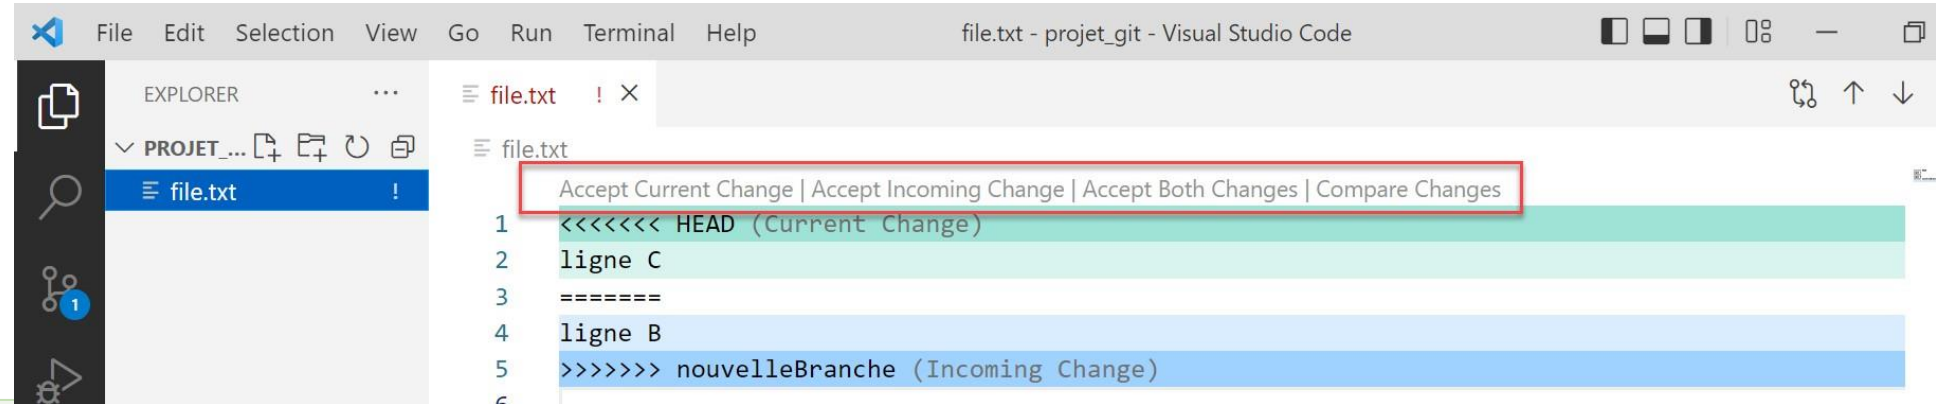 File Edit Selection View Go Run Terminal Help file.txt - projet_git - Visual Studio Code
EXPLORER ...
PROJET_...
file.txt !
1
file.txt ! ×
file.txt
Accept Current Change | Accept Incoming Change | Accept Both Changes | Compare Changes
1 <<<<<<< HEAD (Current Change)
2 ligne C
3 =======
4 ligne B
5 >>>>>>> nouvelleBranche (Incoming Change)
6